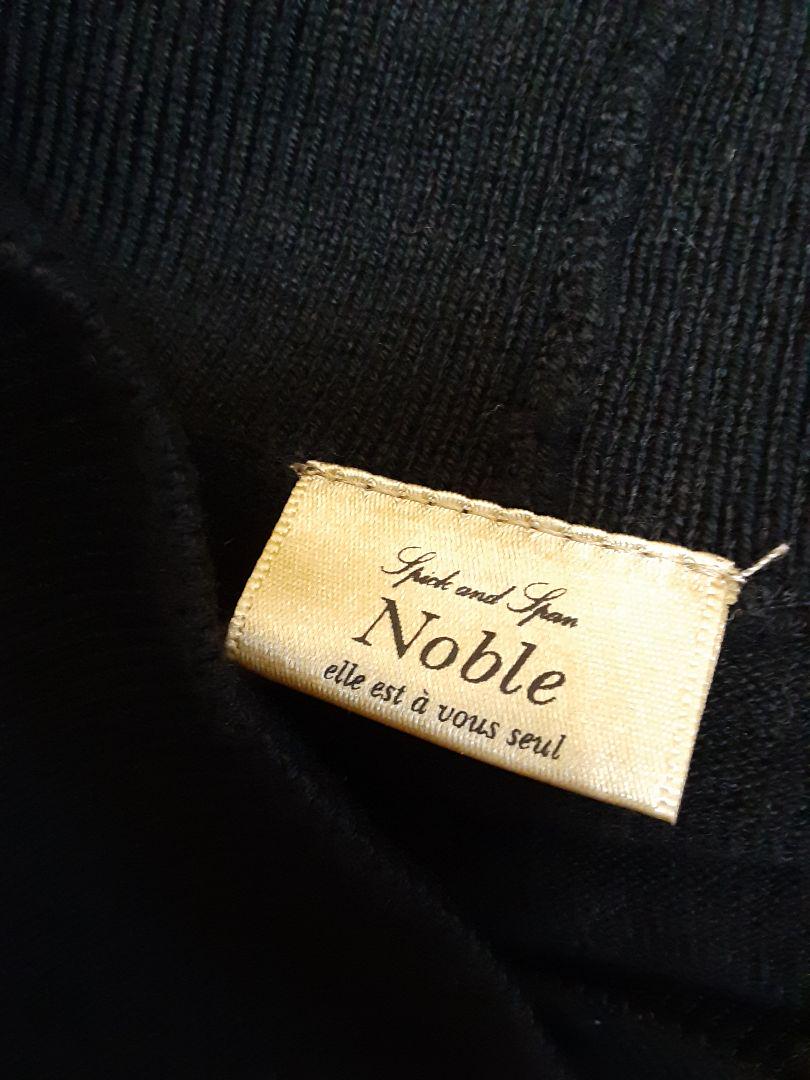 Spick and Span
Noble
elle est à vous seul